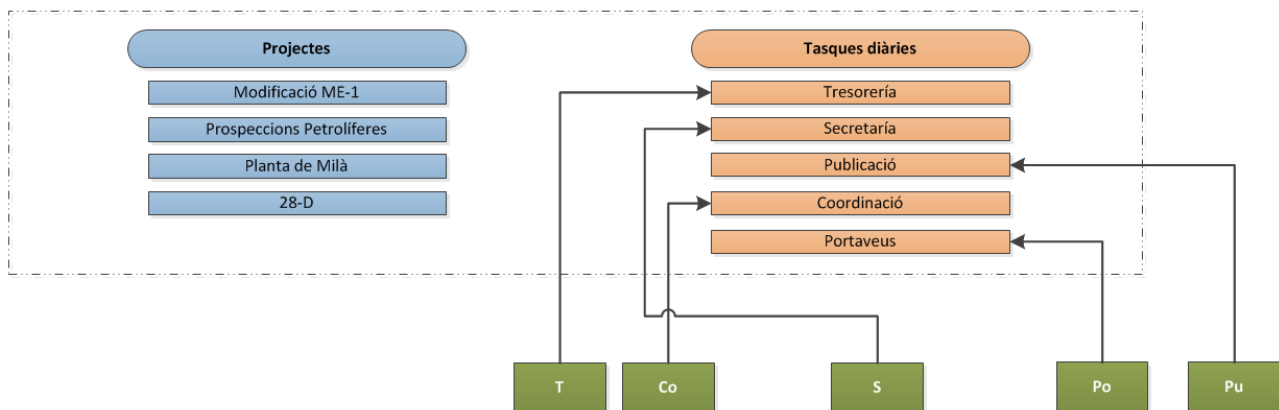 Projectes
Modificació ME-1
Prospeccions Petrolíferes
Planta de Milà
28-D
Tasques diàries
Tresorería
Secretaría
Publicació
Coordinació
Portaveus
T
Co
S
Po
Pu